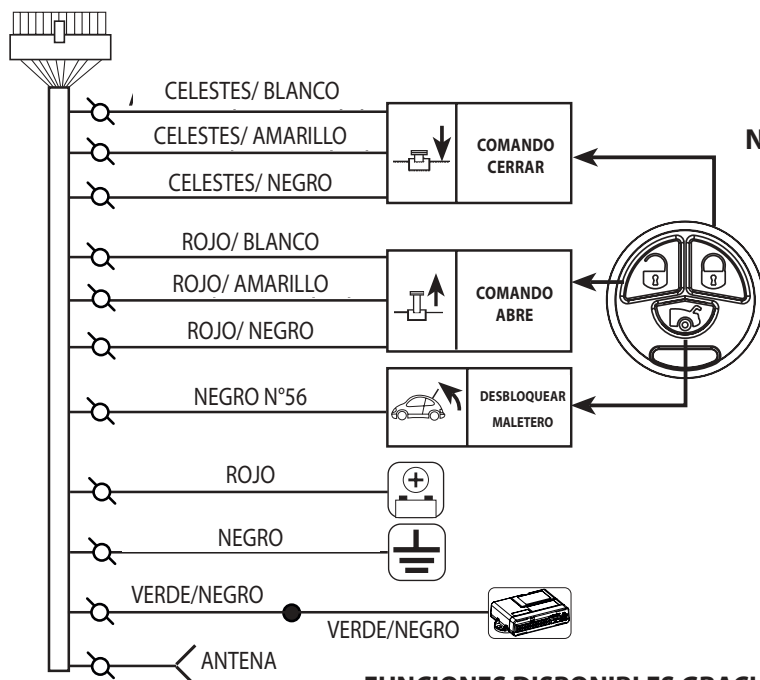 CELESTES/ BLANCO
CELESTES/ AMARILLO
CELESTES/ NEGRO
COMANDO
CERRAR
N
ROJO/ BLANCO
ROJO/ AMARILLO
ROJO/ NEGRO
COMANDO
ABRE
NEGRO N°56
DESBLOQUEAR
MALETERO
ROJO
NEGRO
VERDE/NEGRO
VERDE/NEGRO
ANTENA